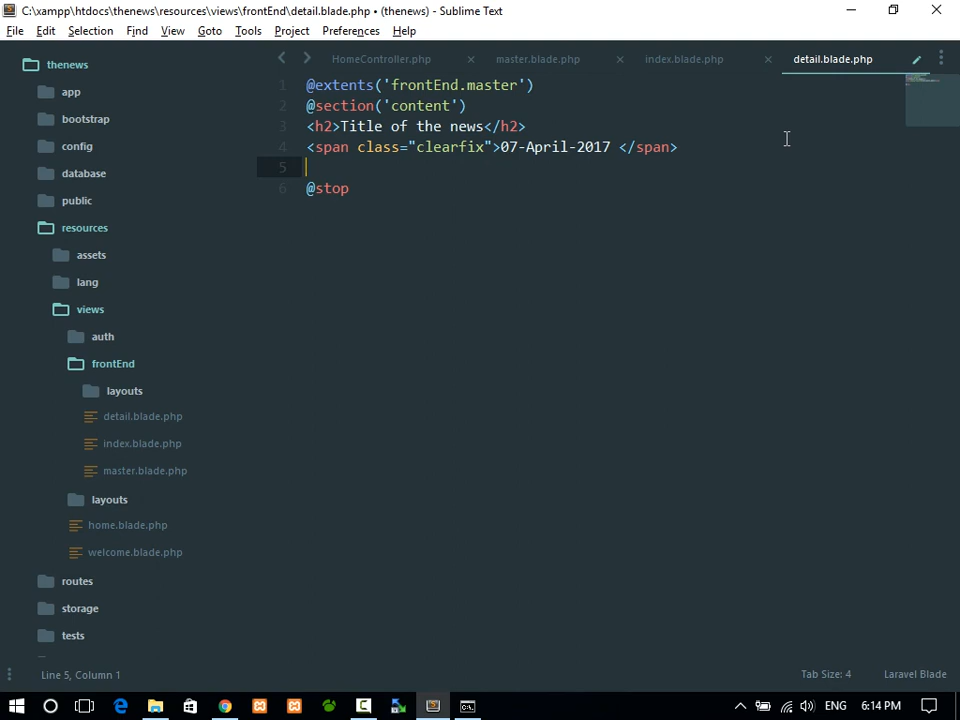 C:\xampp\htdocs\thenews\resources\views\frontEnd\detail.blade.php • (thenews) - Sublime Text
File Edit Selection Find View Goto Tools Project Preferences Help
thenews
app
bootstrap
config
database
public
resources
assets
lang
views
auth
frontEnd
layouts
detail.blade.php
index.blade.php
master.blade.php
layouts
home.blade.php
welcome.blade.php
routes
storage
tests
HomeController.php master.blade.php index.blade.php detail.blade.php
1 @extents('frontEnd.master')
2 @section('content')
3 <h2>Title of the news</h2>
4 <span class="clearfix">07-April-2017 </span>
5
6 @stop
Line 5, Column 1 Tab Size: 4 Laravel Blade
ENG 6:14 PM